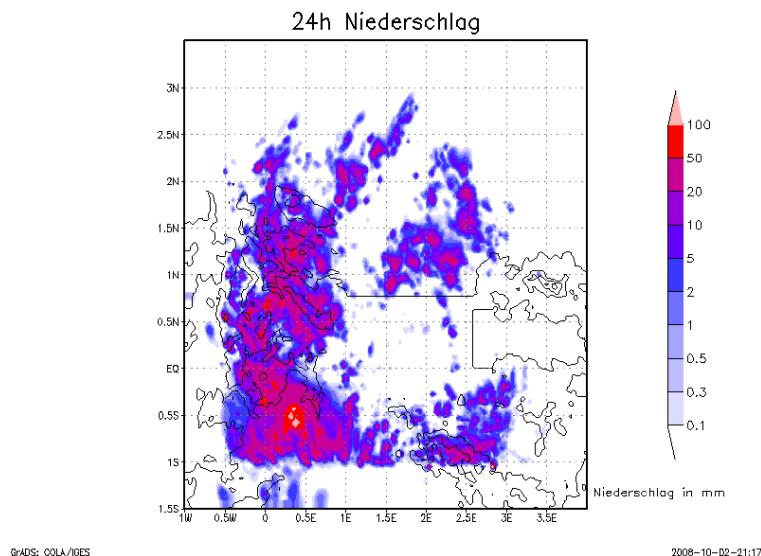 24h Niederschlag
3N
2.5N
2N
1.5N
1N
0.5N
EQ
0.5S
1S
1.5S
1W 0.5W 0 0.5E 1E 1.5E 2E 2.5E 3E 3.5E
100
50
20
10
5
2
1
0.5
0.3
0.1
Niederschlag in mm
GrADS: COLA/IGES
2008-10-02-21:17